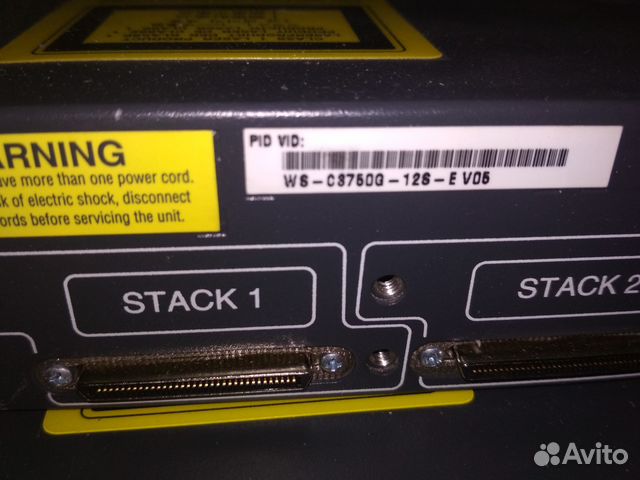 ARNING
ave more than one power cord.
k of electric shock, disconnect
ords before servicing the unit.
PID VID:
WS-C3750G-12S-E V05
STACK 1
STACK 2
Avito